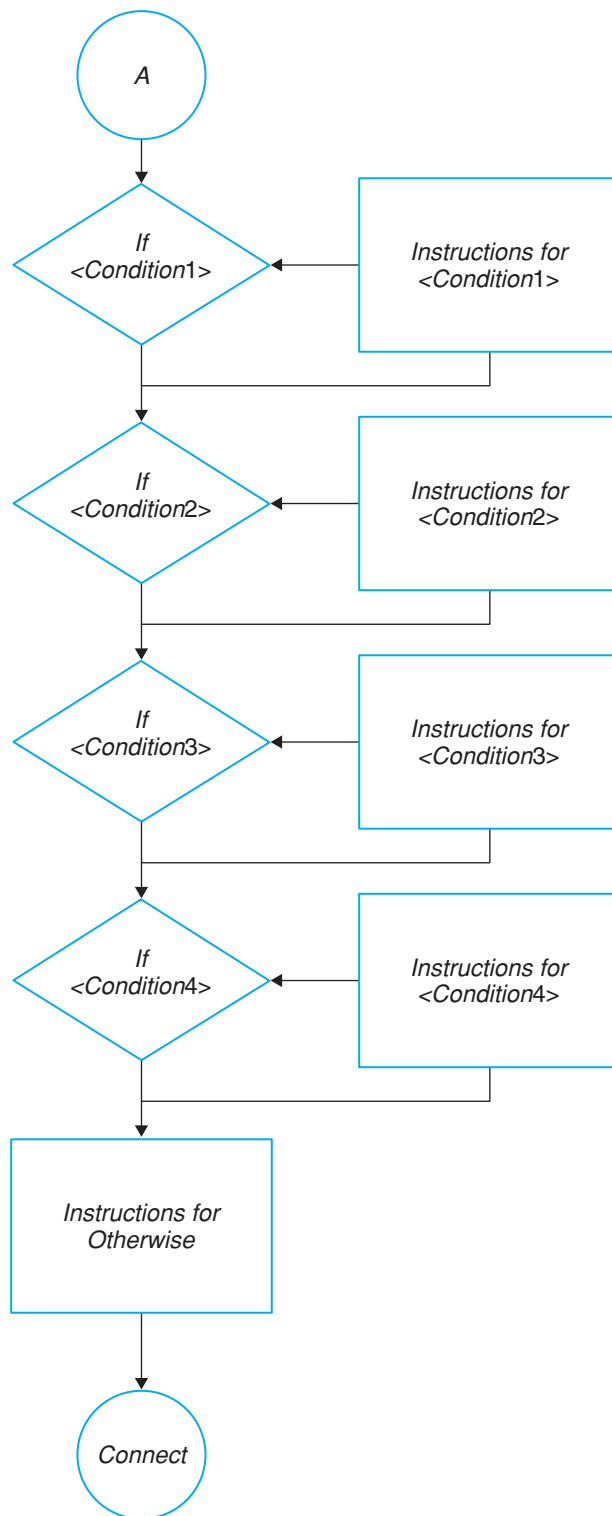 A
If
<Condition1>
Instructions for
<Condition1>
If
<Condition2>
Instructions for
<Condition2>
If
<Condition3>
Instructions for
<Condition3>
If
<Condition4>
Instructions for
<Condition4>
Instructions for
Otherwise
Connect